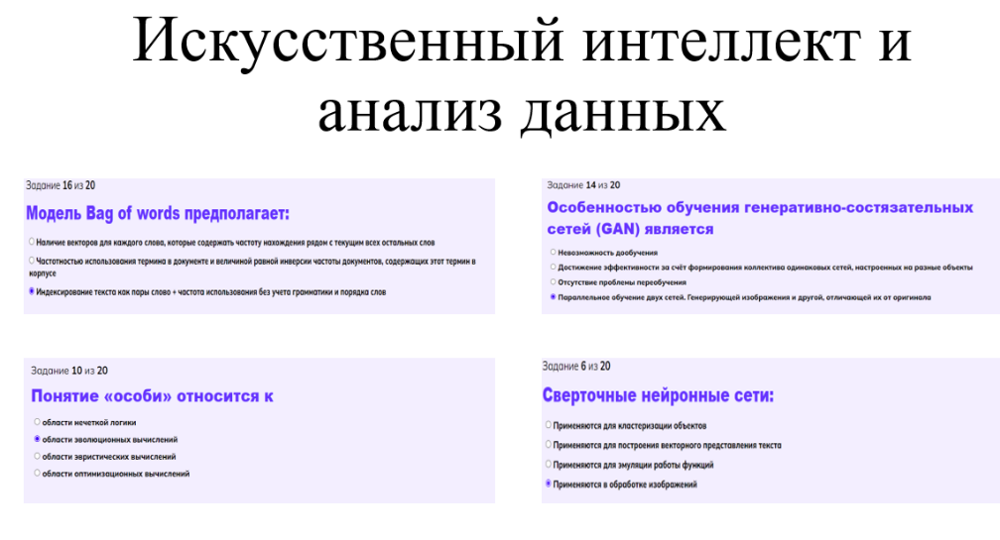 Искусственный интеллект и
анализ данных
Задание 16 из 20
Модель Bag of words предполагает:
Наличие векторов для каждого слова, которые содержать частоту нахождения рядом с текущим всех остальных слов
Частотностью использования термина в документе и величиной равной инверсии частоты документов, содержащих этот термин в
корпусе
Индексирование текста как пары слово + частота использования без учета грамматики и порядка слов
Задание 14 из 20
Особенностью обучения генеративно-состязательных
сетей (GAN) является
Невозможность дообучения
Достижение эффективности за счёт формирования коллектива одинаковых сетей, настроенных на разные объекты
Отсутствие проблемы переобучения
Параллельное обучение двух сетей. Генерирующей изображения и другой, отличающей их от оригинала
Задание 10 из 20
Понятие «особи» относится к
области нечеткой логики
области эволюционных вычислений
области эвристических вычислений
области оптимизационных вычислений
Задание 6 из 20
Сверточные нейронные сети:
Применяются для кластеризации объектов
Применяются для построения векторного представления текста
Применяются для эмуляции работы функций
Применяются в обработке изображений